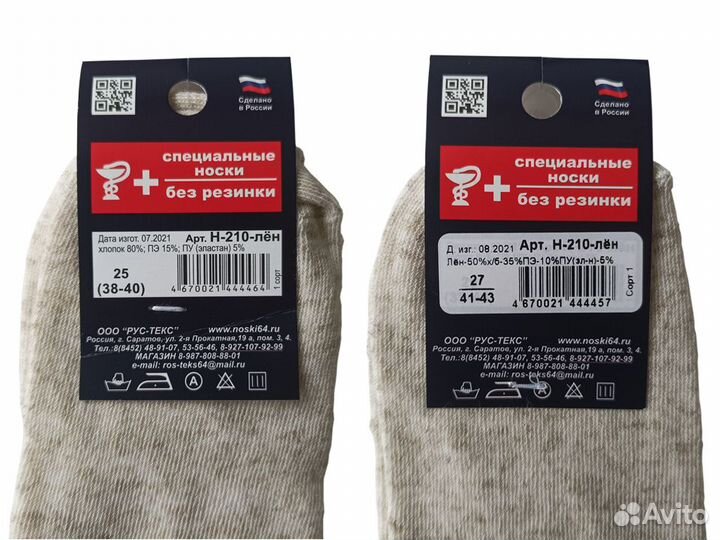 Сделано
в России
специальные
носки
без резинки
Дата изгот. 07.2021 Арт. Н-210-лён
хлопок 80%; ПЭ 15%; ПУ (эластан) 5%
25
(38-40)
4 670021 444464
1 сорт
ООО "РУС-ТЕКС" www.noski64.ru
Россия, г. Саратов, ул. 2-я Прокатная,19 а, пом. 3, 4.
Тел.:8(8452) 48-91-07, 53-56-46, 8-927-107-92-99
МАГАЗИН 8-987-808-88-01
e-mail: ros-teks64@mail.ru
Сделано
в России
специальные
носки
без резинки
Д изг.: 08.2021 Арт. Н-210-лён
Лён-50%х/б-35%ПЭ-10%ПУ(эл-н)-5%
27
41-43
4 670021 444457
Сорт 1
ООО "РУС-ТЕКС" www.noski64.ru
Россия, г. Саратов, ул. 2-я Прокатная,19 а, пом. 3, 4.
Тел.:8(8452) 48-91-07, 53-56-46, 8-927-107-92-99
МАГАЗИН 8-987-808-88-01
e-mail: ros-teks64@mail.ru
Avito